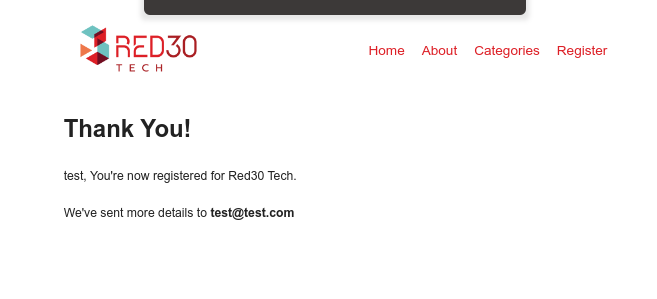 RED30
TECH
Home About Categories Register
Thank You!
test, You're now registered for Red30 Tech.
We've sent more details to test@test.com